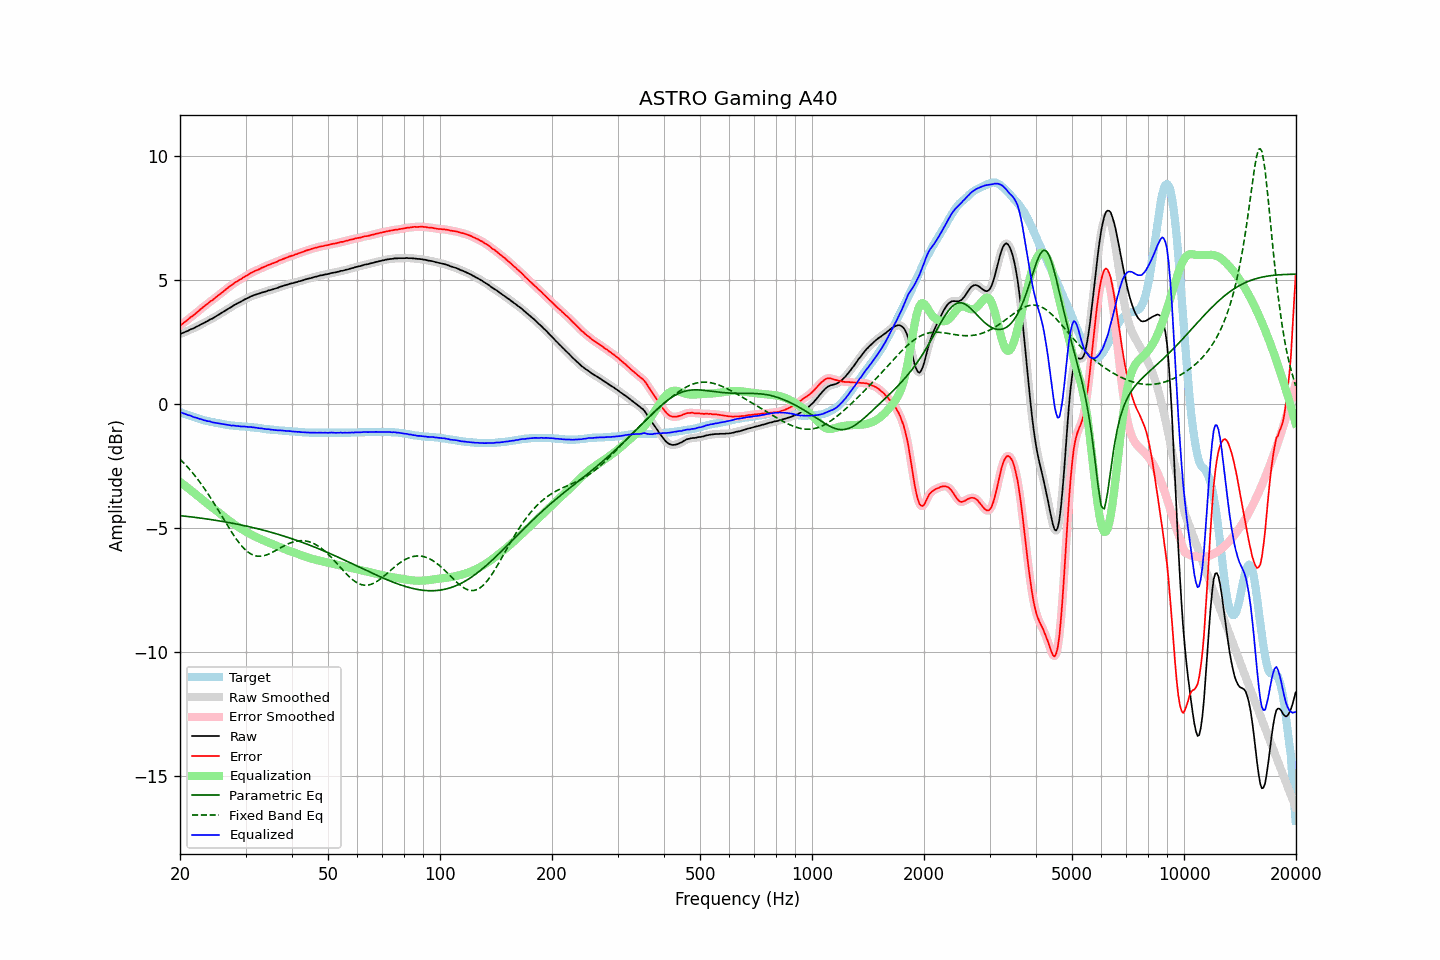 ASTRO Gaming A40
Amplitude (dBr)
10
5
0
−5
−10
−15
Target
Raw Smoothed
Error Smoothed
Raw
Error
Equalization
Parametric Eq
Fixed Band Eq
Equalized
20 50 100 200 500 1000 2000 5000 10000 20000
Frequency (Hz)